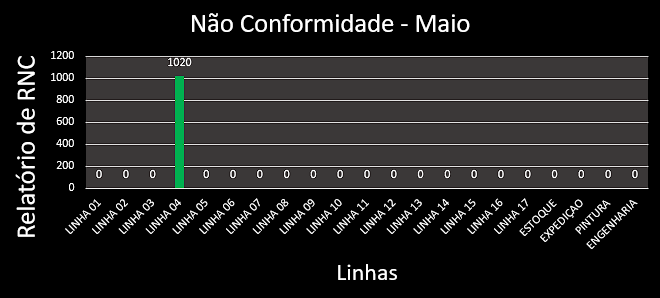 Não Conformidade - Maio
Relatório de RNC
1200
1000
800
600
400
200
0
0 0 0 1020 0 0 0 0 0 0 0 0 0 0 0 0 0 0 0 0 0
LINHA 01
LINHA 02
LINHA 03
LINHA 04
LINHA 05
LINHA 06
LINHA 07
LINHA 08
LINHA 09
LINHA 10
LINHA 11
LINHA 12
LINHA 13
LINHA 14
LINHA 15
LINHA 16
LINHA 17
ESTOQUE
EXPEDIÇAO
PINTURA
ENGENHARIA
Linhas